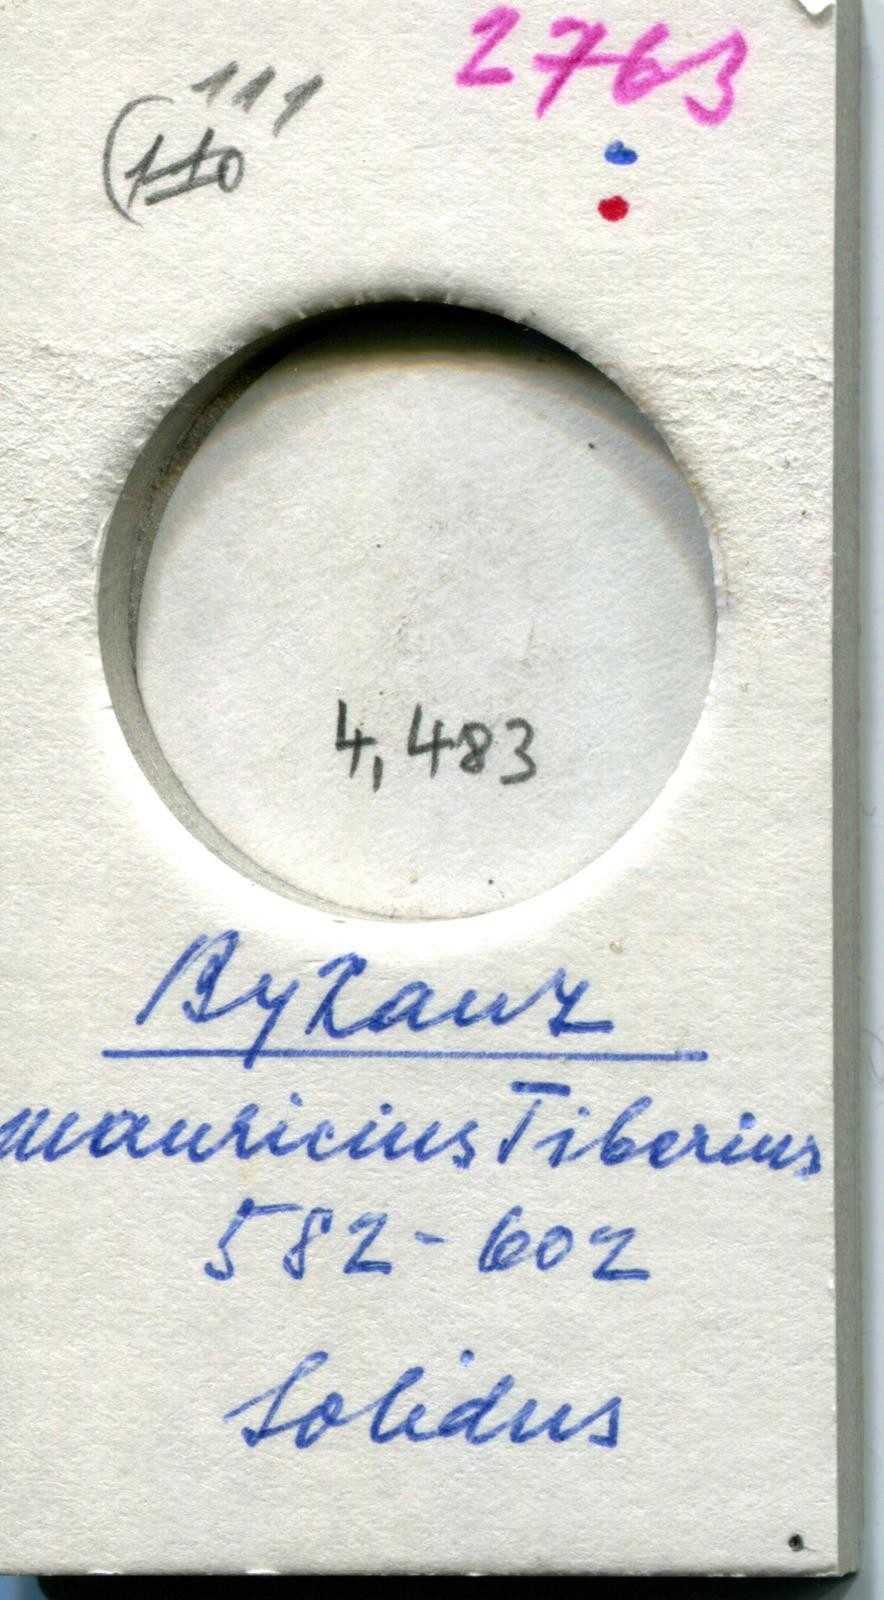 2763
111
(110
4,483
Byzanz
Mauricius Tiberius
582-602
Solidus